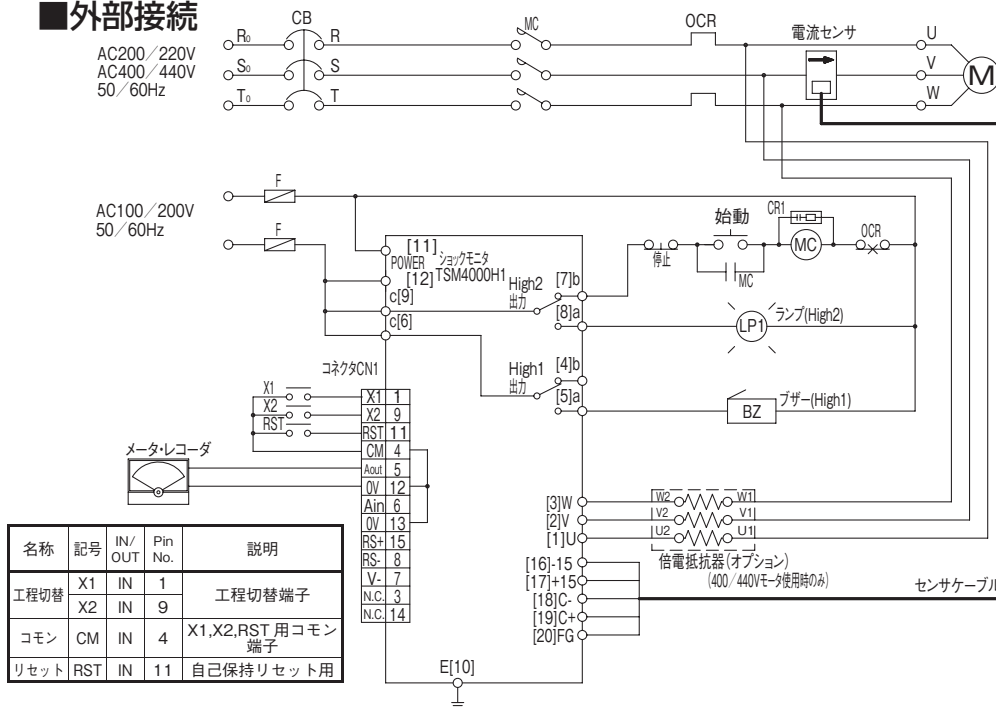 ■外部接続
AC200／220V
AC400／440V
50／60Hz
R₀
S₀
T₀
CB
R
S
T
MC
OCR
電流センサ
U
V
W
M
AC100／200V
50／60Hz
F
F
[11]
POWER
ショックモニタ
[12] TSM4000H1
c[9]
c[6]
High2
出力
[7]b
[8]a
High1
出力
[4]b
[5]a
停止
始動
MC
CR1
MC
OCR
LP1
ランプ(High2)
BZ
ブザー(High1)
コネクタCN1
X1
X2
RST
X1 1
X2 9
RST 11
CM 4
Aout 5
0V 12
Ain 6
0V 13
RS+ 15
RS- 8
V- 7
N.C. 3
N.C. 14
メータ・レコーダ
[3]W
[2]V
[1]U
W2 W1
V2 V1
U2 U1
倍電抵抗器(オプション)
(400／440Vモータ使用時のみ)
[16]-15
[17]+15
[18]C-
[19]C+
[20]FG
センサケーブル
E[10]
名称 記号 IN/OUT Pin No. 説明
工程切替 X1 IN 1 工程切替端子
X2 IN 9
コモン CM IN 4 X1,X2,RST 用コモン
端子
リセット RST IN 11 自己保持リセット用